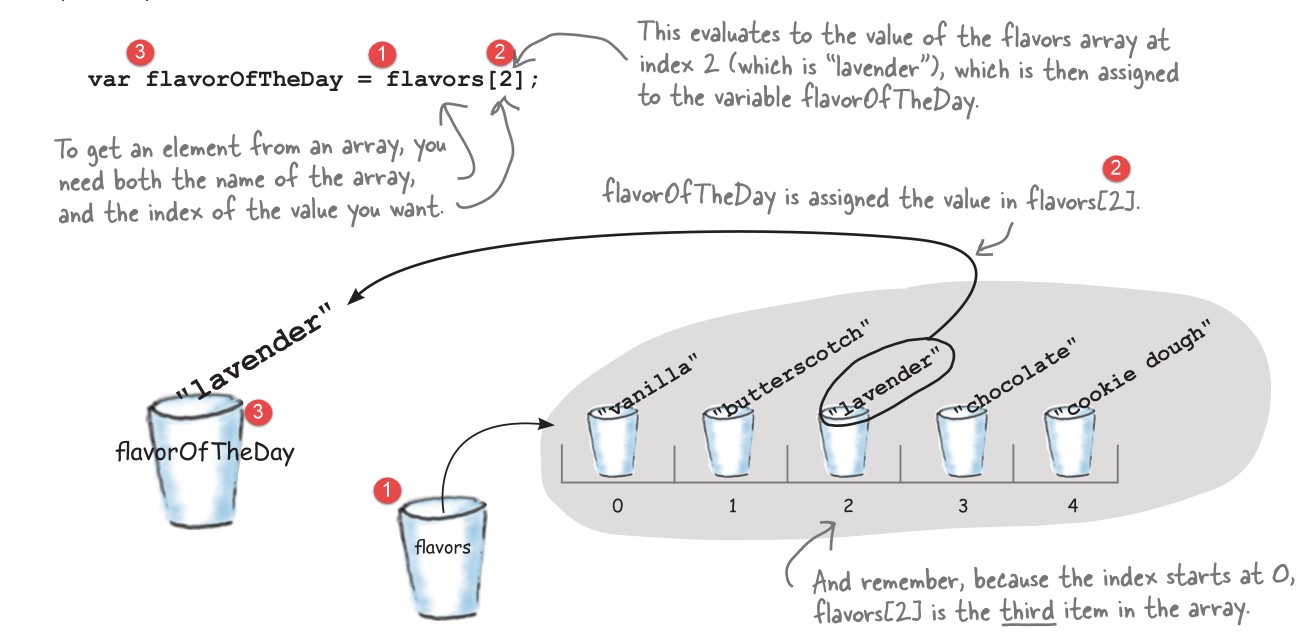 3 1 2
var flavorOfTheDay = flavors[2];
This evaluates to the value of the flavors array at
index 2 (which is "lavender"), which is then assigned
to the variable flavorOfTheDay.
To get an element from an array, you
need both the name of the array,
and the index of the value you want.
2
flavorOfTheDay is assigned the value in flavors[2].
"lavender"
3
flavorOfTheDay
1
flavors
"vanilla" "butterscotch" "lavender" "chocolate" "cookie dough"
0 1 2 3 4
And remember, because the index starts at 0,
flavors[2] is the third item in the array.